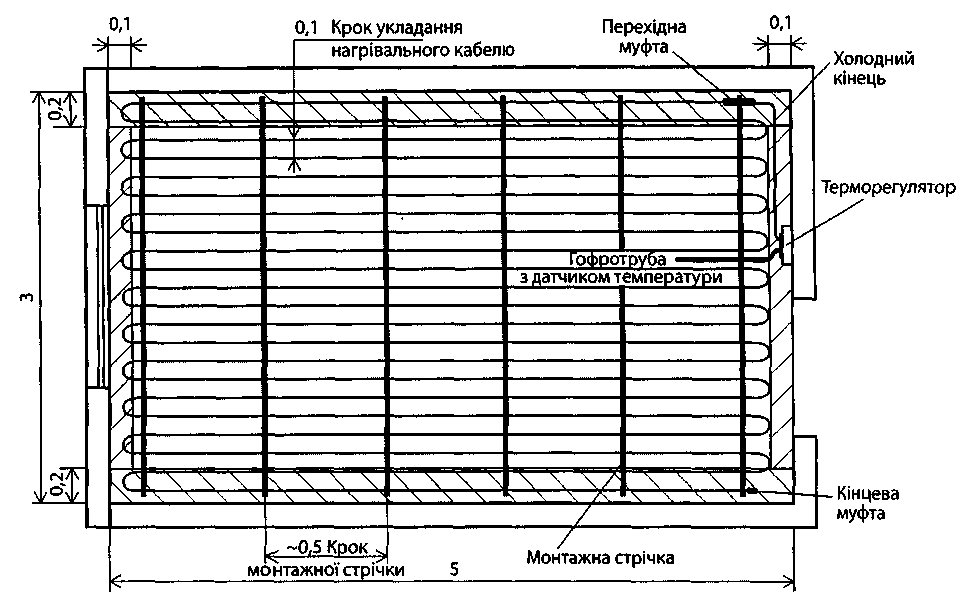 0,1
0,1 Крок укладання
нагрівального кабелю
Перехідна
муфта
0,1
Холодний
кінець
0,2
Терморегулятор
Гофротруба
з датчиком температури
3
0,2
Кінцева
муфта
~0,5 Крок
монтажної стрічки
Монтажна стрічка
5